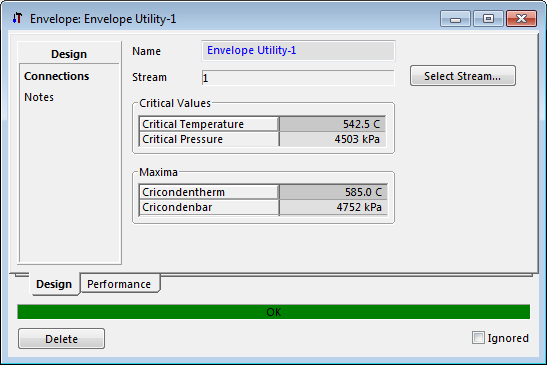 Envelope: Envelope Utility-1
Design
Connections
Notes
Name Envelope Utility-1
Stream 1 Select Stream...
Critical Values
Critical Temperature 542.5 C
Critical Pressure 4503 kPa
Maxima
Cricondentherm 585.0 C
Cricondenbar 4752 kPa
Design Performance
OK
Delete Ignored